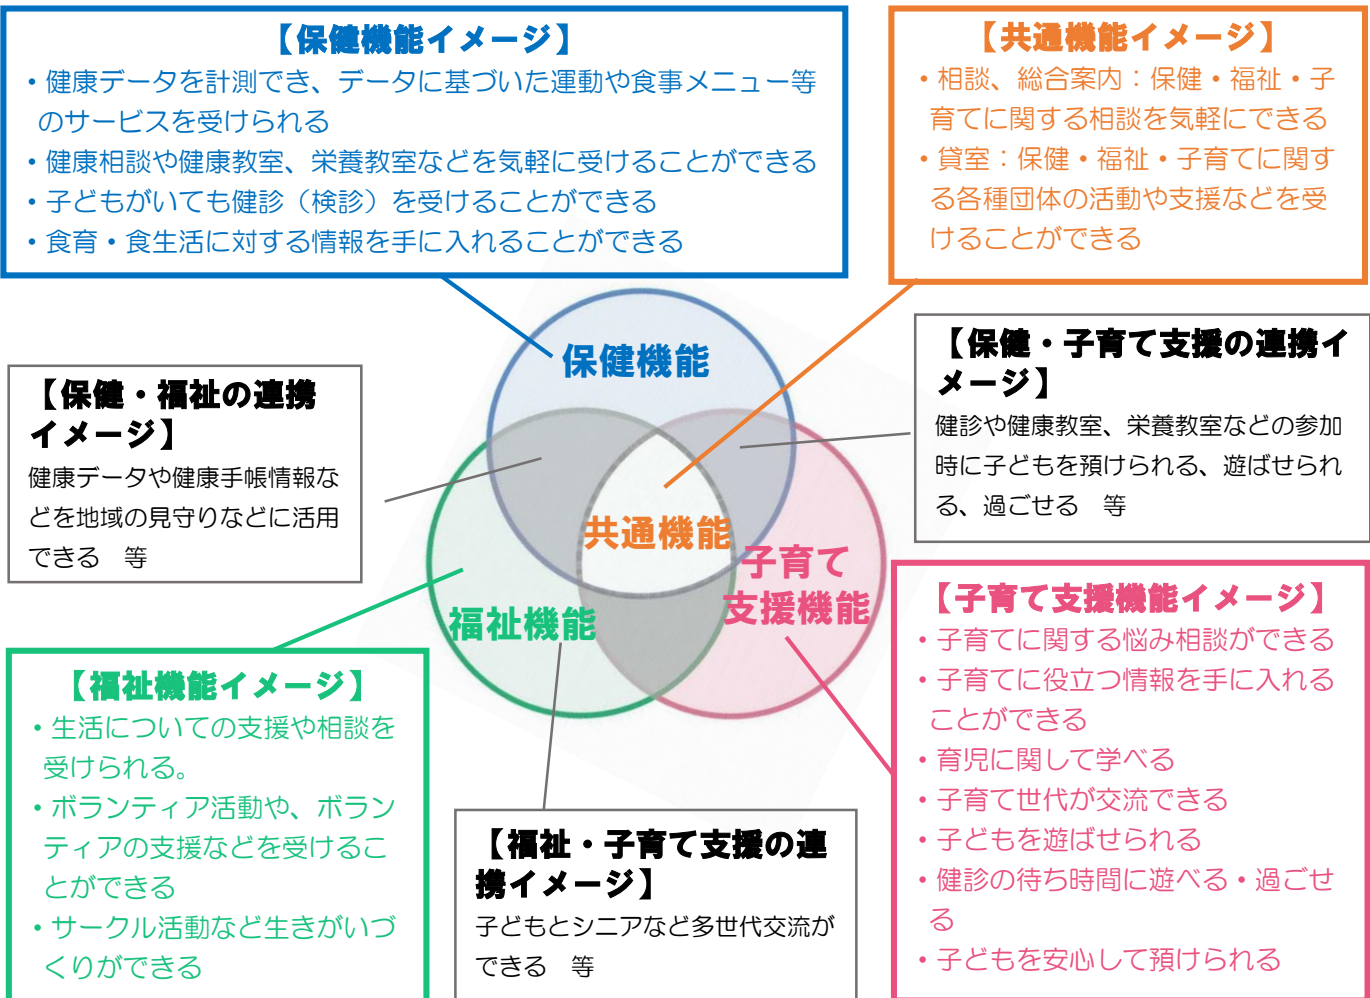 【保健機能イメージ】
・健康データを計測でき、データに基づいた運動や食事メニュー等
のサービスを受けられる
・健康相談や健康教室、栄養教室などを気軽に受けることができる
・子どもがいても健診（検診）を受けることができる
・食育・食生活に対する情報を手に入れることができる
【共通機能イメージ】
・相談、総合案内：保健・福祉・子
育てに関する相談を気軽にできる
・貸室：保健・福祉・子育てに関す
る各種団体の活動や支援などを受
けることができる
【保健・福祉の連携
イメージ】
健康データや健康手帳情報な
どを地域の見守りなどに活用
できる　等
保健機能
共通機能
福祉機能
子育て
支援機能
【保健・子育て支援の連携イ
メージ】
健診や健康教室、栄養教室などの参加
時に子どもを預けられる、遊ばせられ
る、過ごせる　等
【福祉機能イメージ】
・生活についての支援や相談を
受けられる。
・ボランティア活動や、ボラン
ティアの支援などを受けるこ
とができる
・サークル活動など生きがいづ
くりができる
【福祉・子育て支援の連
携イメージ】
子どもとシニアなど多世代交流が
できる　等
【子育て支援機能イメージ】
・子育てに関する悩み相談ができる
・子育てに役立つ情報を手に入れる
ことができる
・育児に関して学べる
・子育て世代が交流できる
・子どもを遊ばせられる
・健診の待ち時間に遊べる・過ごせ
る
・子どもを安心して預けられる